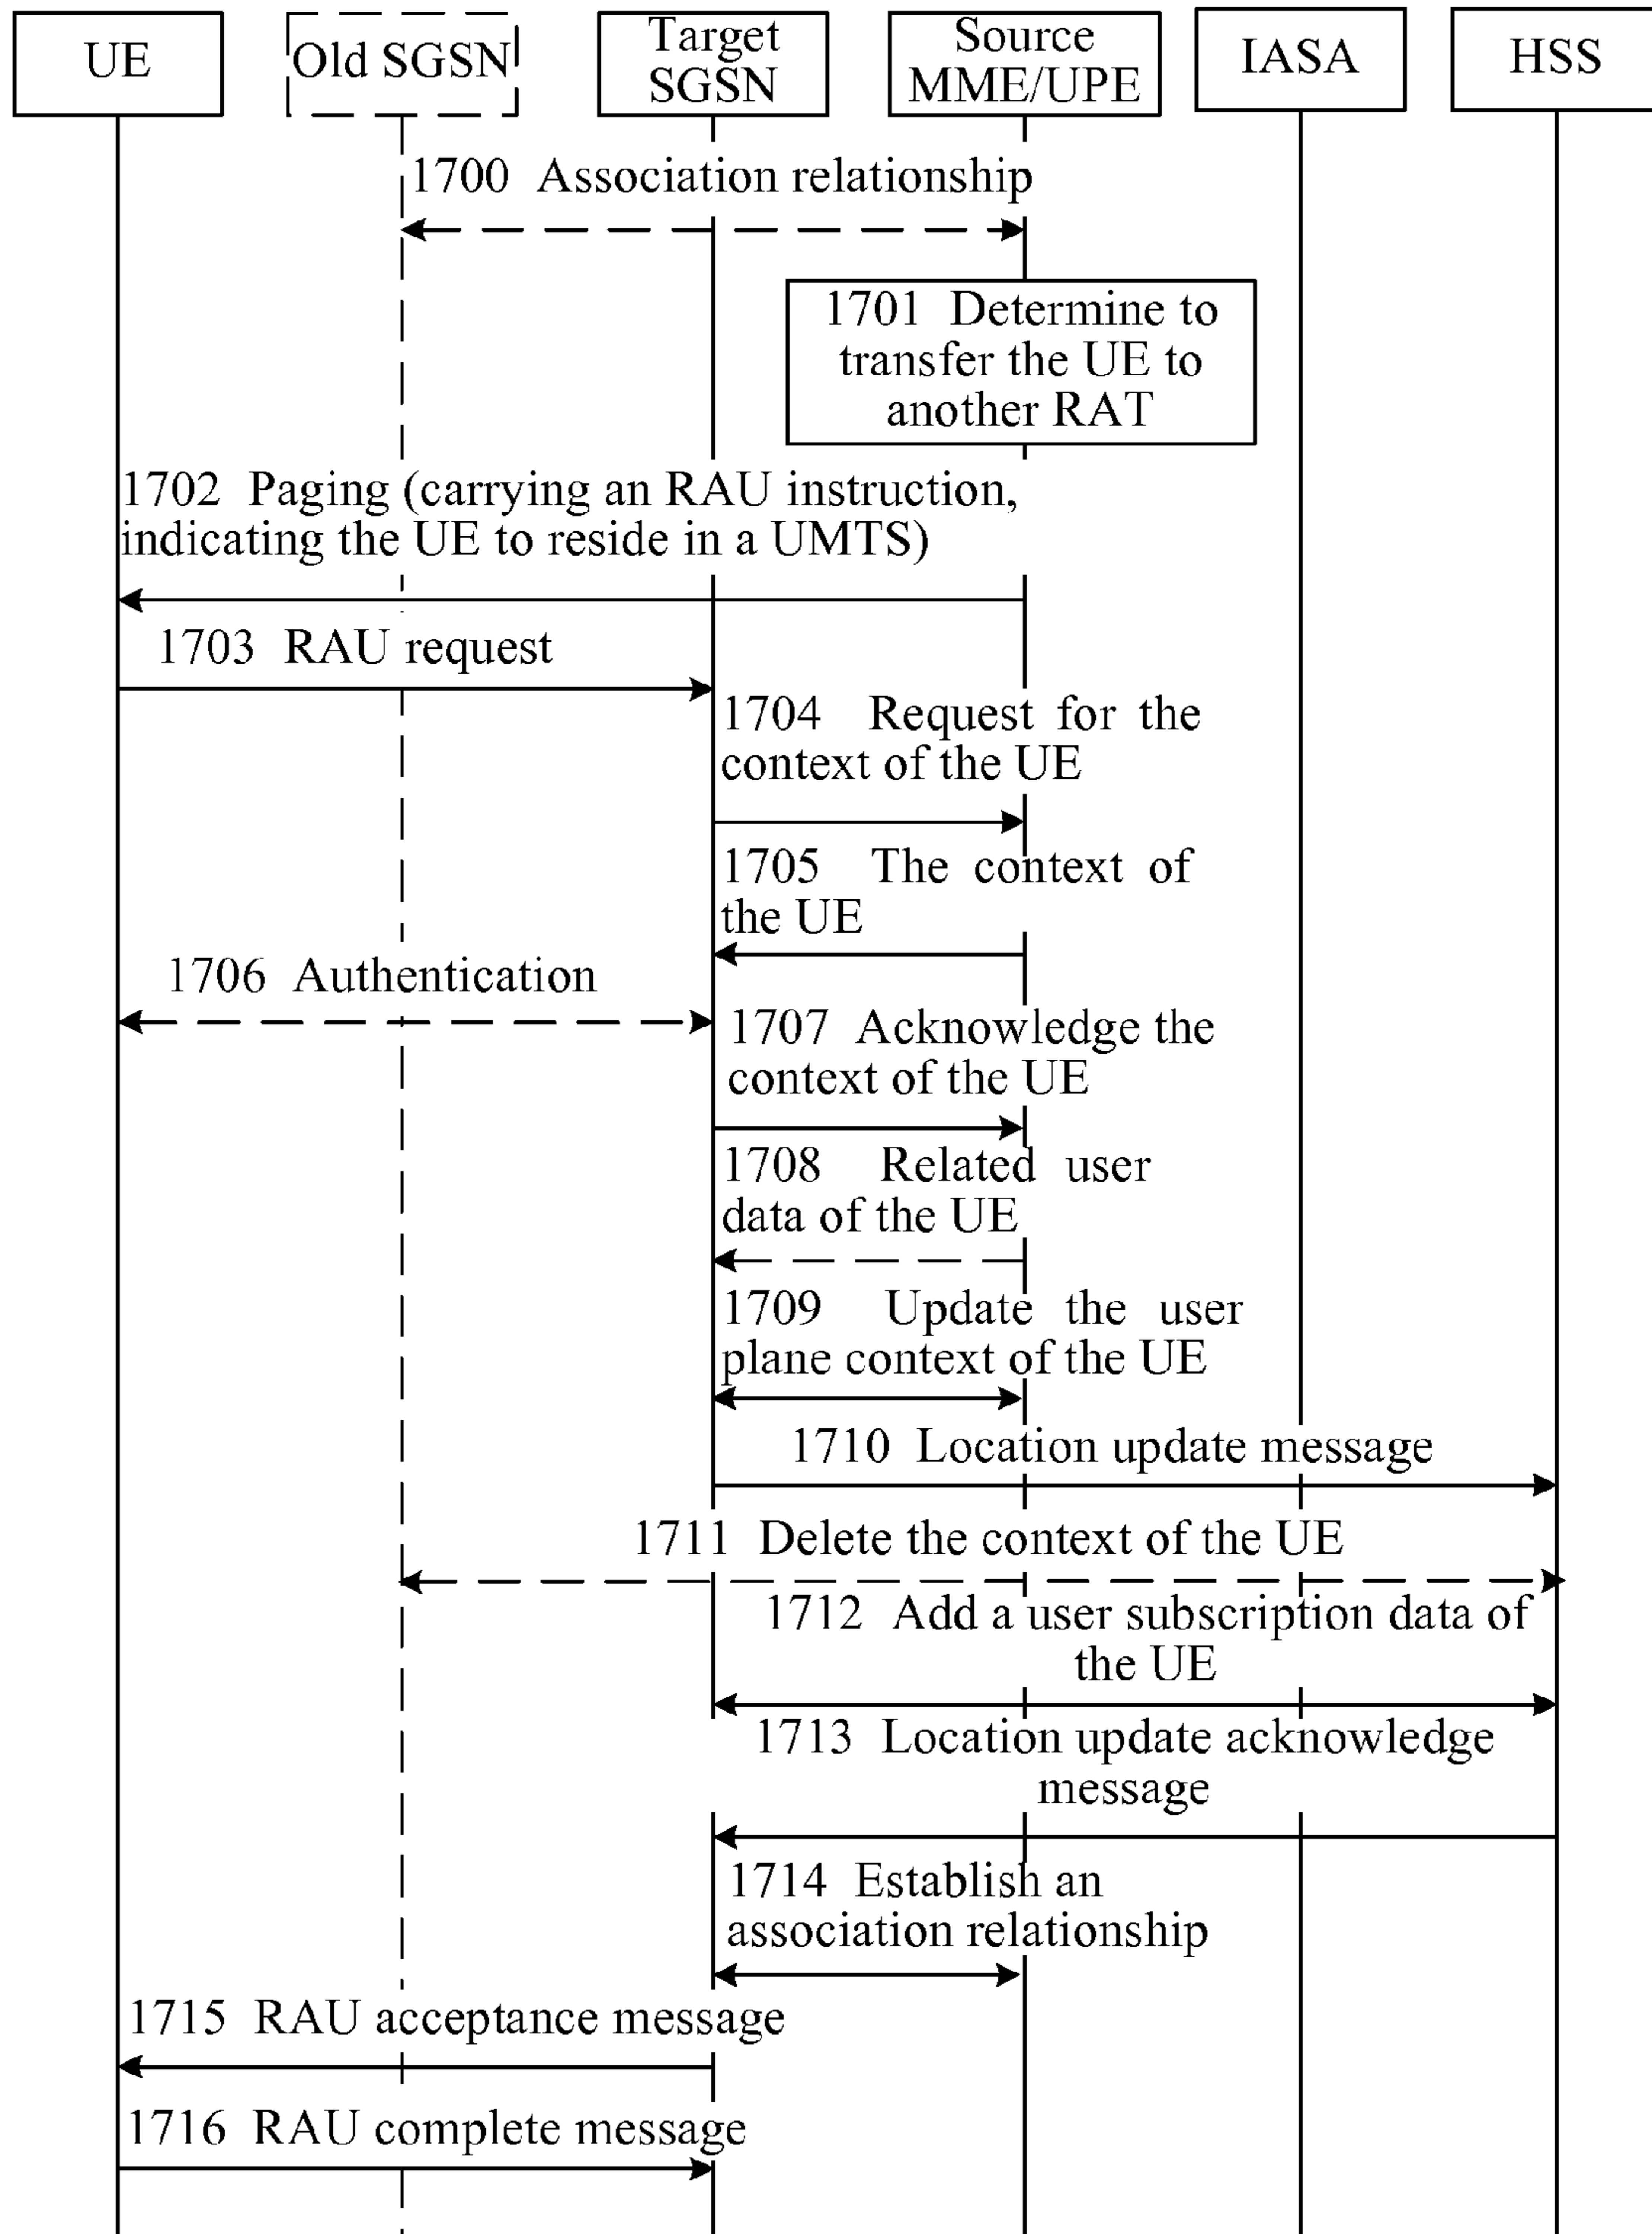 UE
Old SGSN
Target
SGSN
Source
MME/UPE
IASA
HSS
1700 Association relationship
1701 Determine to
transfer the UE to
another RAT
1702 Paging (carrying an RAU instruction,
indicating the UE to reside in a UMTS)
1703 RAU request
1704 Request for the
context of the UE
1705 The context of
the UE
1706 Authentication
1707 Acknowledge the
context of the UE
1708 Related user
data of the UE
1709 Update the user
plane context of the UE
1710 Location update message
1711 Delete the context of the UE
1712 Add a user subscription data of
the UE
1713 Location update acknowledge
message
1714 Establish an
association relationship
1715 RAU acceptance message
1716 RAU complete message